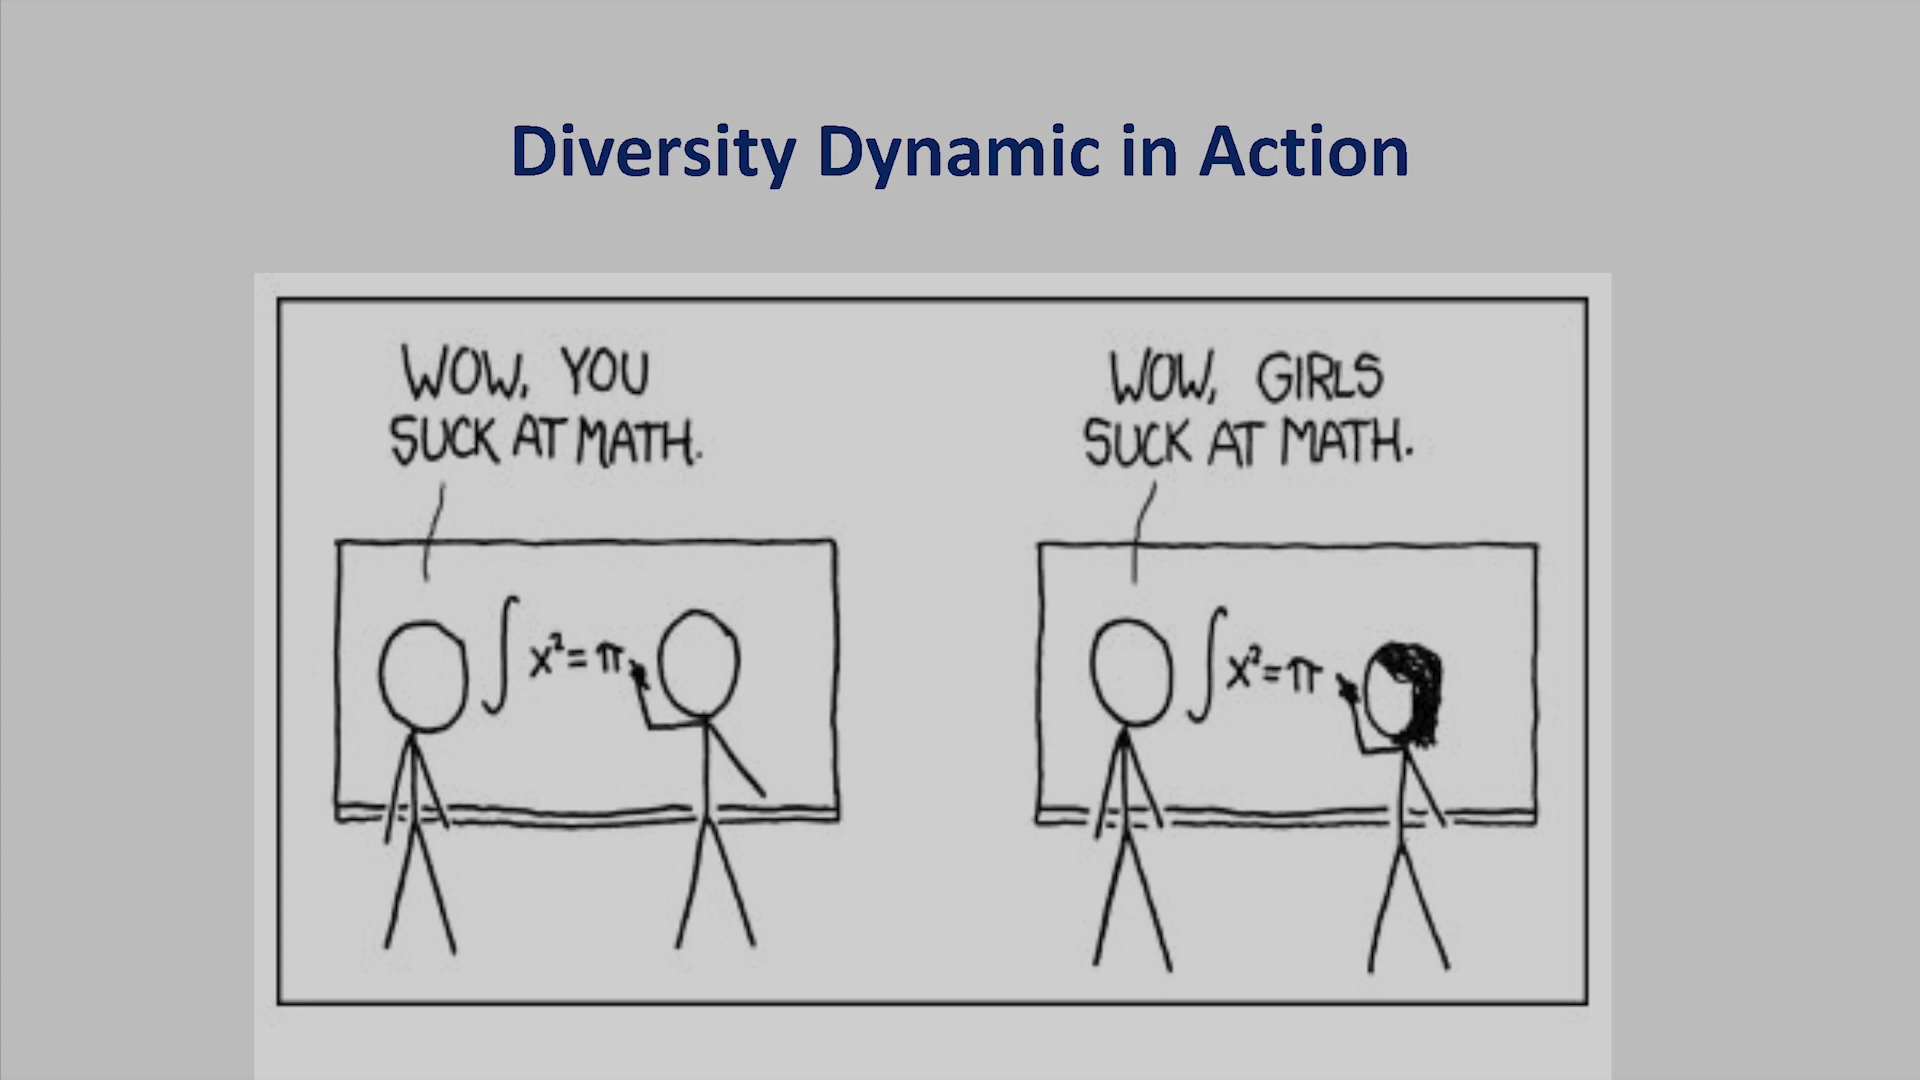 Diversity Dynamic in Action
WOW, YOU
SUCK AT MATH.
∫ x²=π
WOW, GIRLS
SUCK AT MATH.
∫ x²=π